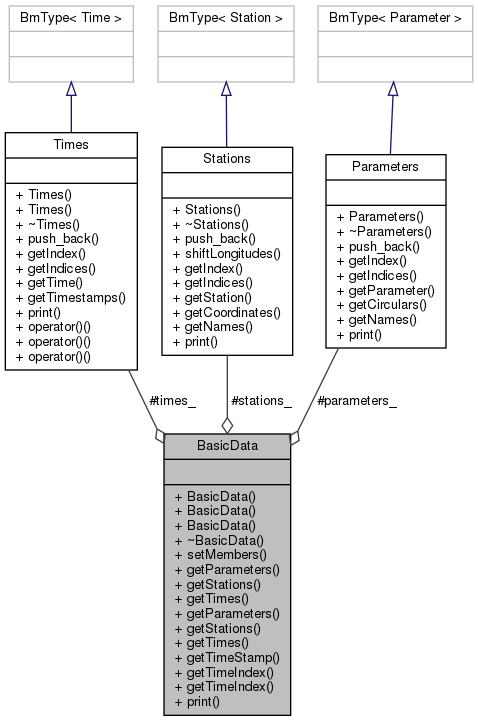 BmType< Time >
BmType< Station >
BmType< Parameter >
Times
+ Times()
+ Times()
+ ~Times()
+ push_back()
+ getIndex()
+ getIndices()
+ getTime()
+ getTimestamps()
+ print()
+ operator()()
+ operator()()
+ operator()()
Stations
+ Stations()
+ ~Stations()
+ push_back()
+ shiftLongitudes()
+ getIndex()
+ getIndices()
+ getStation()
+ getCoordinates()
+ getNames()
+ print()
Parameters
+ Parameters()
+ ~Parameters()
+ push_back()
+ getIndex()
+ getIndices()
+ getParameter()
+ getCirculars()
+ getNames()
+ print()
#times_
#stations_
#parameters_
BasicData
+ BasicData()
+ BasicData()
+ BasicData()
+ ~BasicData()
+ setMembers()
+ getParameters()
+ getStations()
+ getTimes()
+ getParameters()
+ getStations()
+ getTimes()
+ getTimeStamp()
+ getTimeIndex()
+ getTimeIndex()
+ print()